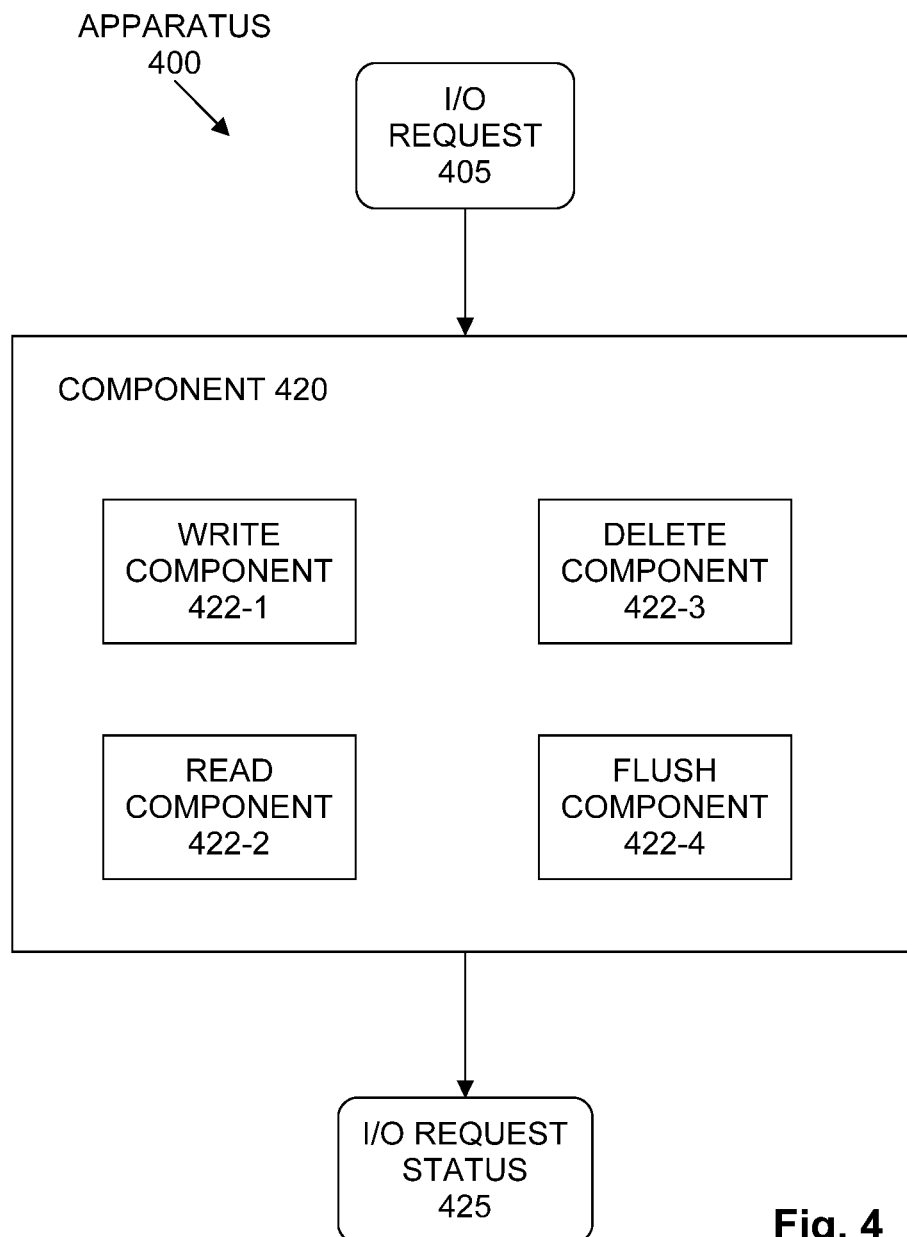 APPARATUS
400
I/O
REQUEST
405
COMPONENT 420
WRITE
COMPONENT
422-1
DELETE
COMPONENT
422-3
READ
COMPONENT
422-2
FLUSH
COMPONENT
422-4
I/O REQUEST
STATUS
425
Fig. 4